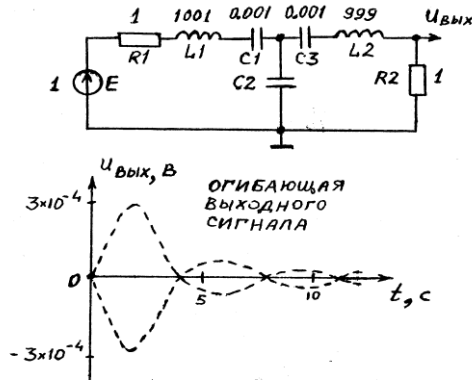 1 1001 0,001 0,001 999 Uвых
R1 L1 C1 C3 L2
1 E C2 R2 1
Uвых, В
3×10⁻⁴
ОГИБАЮЩАЯ
ВЫХОДНОГО
СИГНАЛА
0 5 10 t, с
-3×10⁻⁴